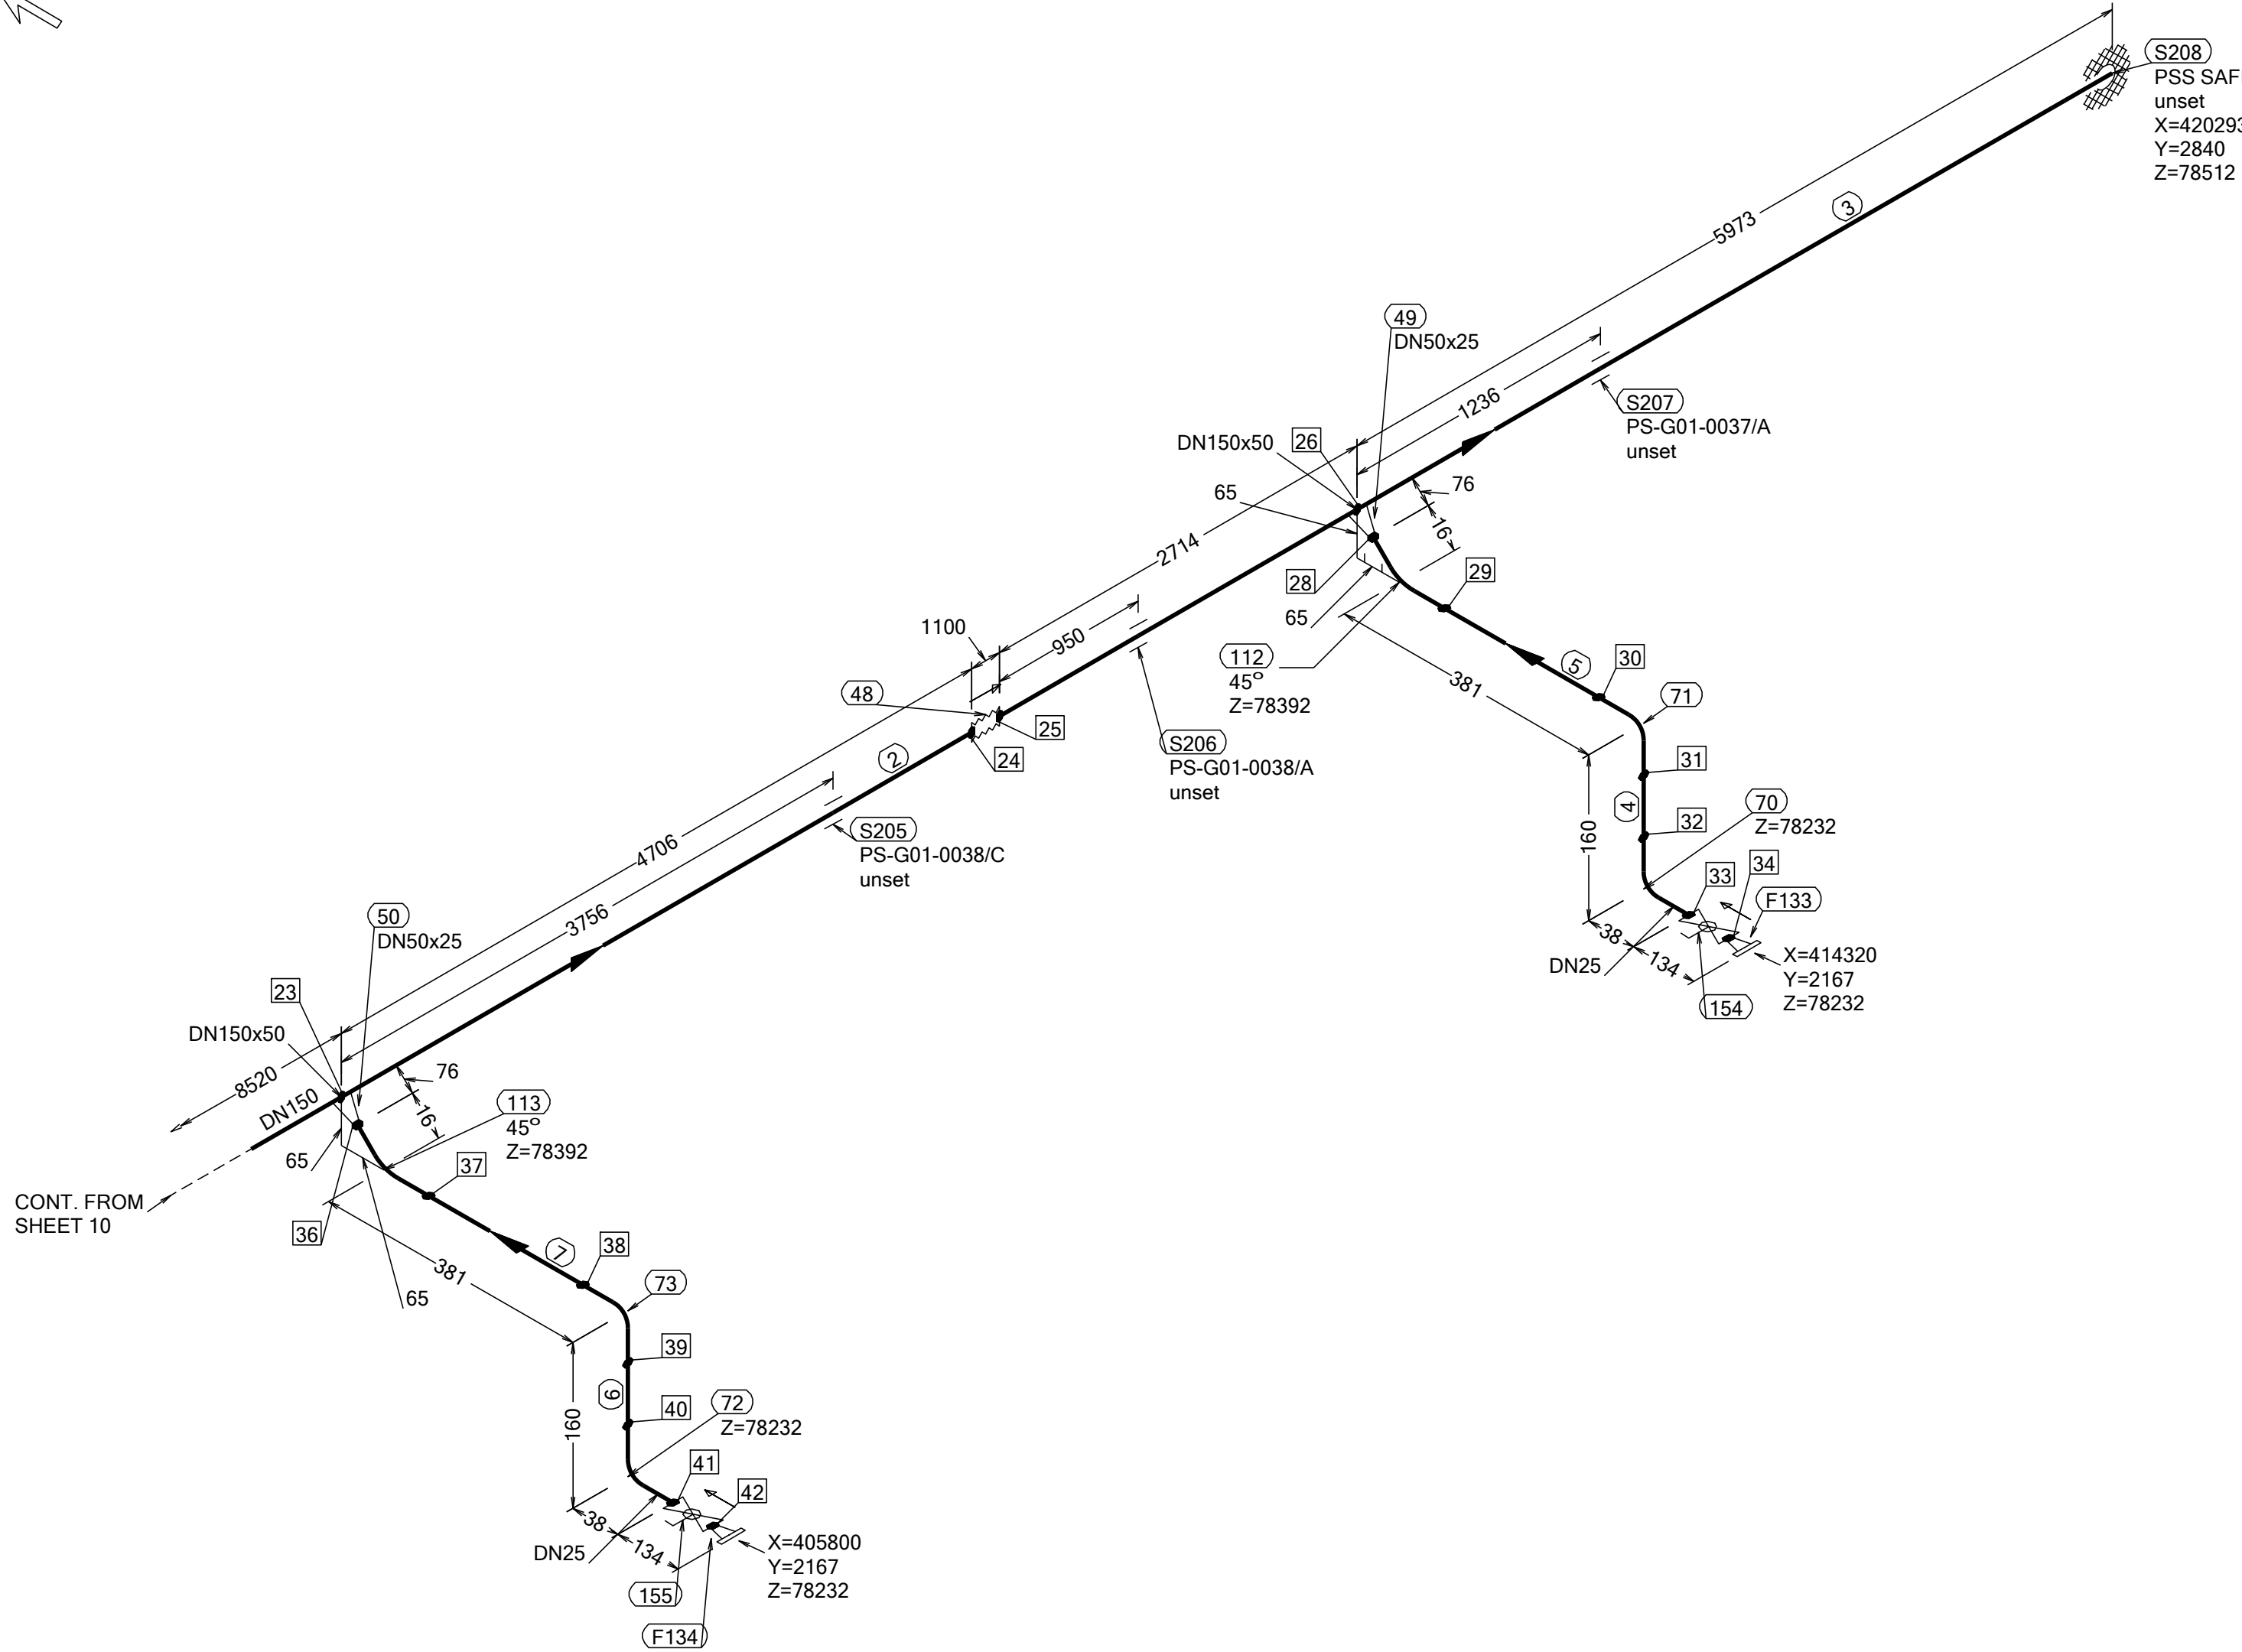 S208
PSS SAF
unset
X=420293
Y=2840
Z=78512
3
5973
49
DN50x25
1236
S207
PS-G01-0037/A
unset
DN150x50
26
76
65
16
2714
28
29
65
1100
950
112
45°
Z=78392
5
30
381
48
71
25
S206
PS-G01-0038/A
unset
24
2
31
4
70
Z=78232
32
160
S205
PS-G01-0038/C
unset
4706
34
33
F133
3756
50
DN50x25
38
134
DN25
X=414320
Y=2167
Z=78232
154
23
DN150x50
76
8520
DN150
16
113
45°
Z=78392
65
37
CONT. FROM
SHEET 10
36
7
38
381
73
65
39
6
72
Z=78232
40
160
41
42
38
134
DN25
X=405800
Y=2167
Z=78232
155
F134